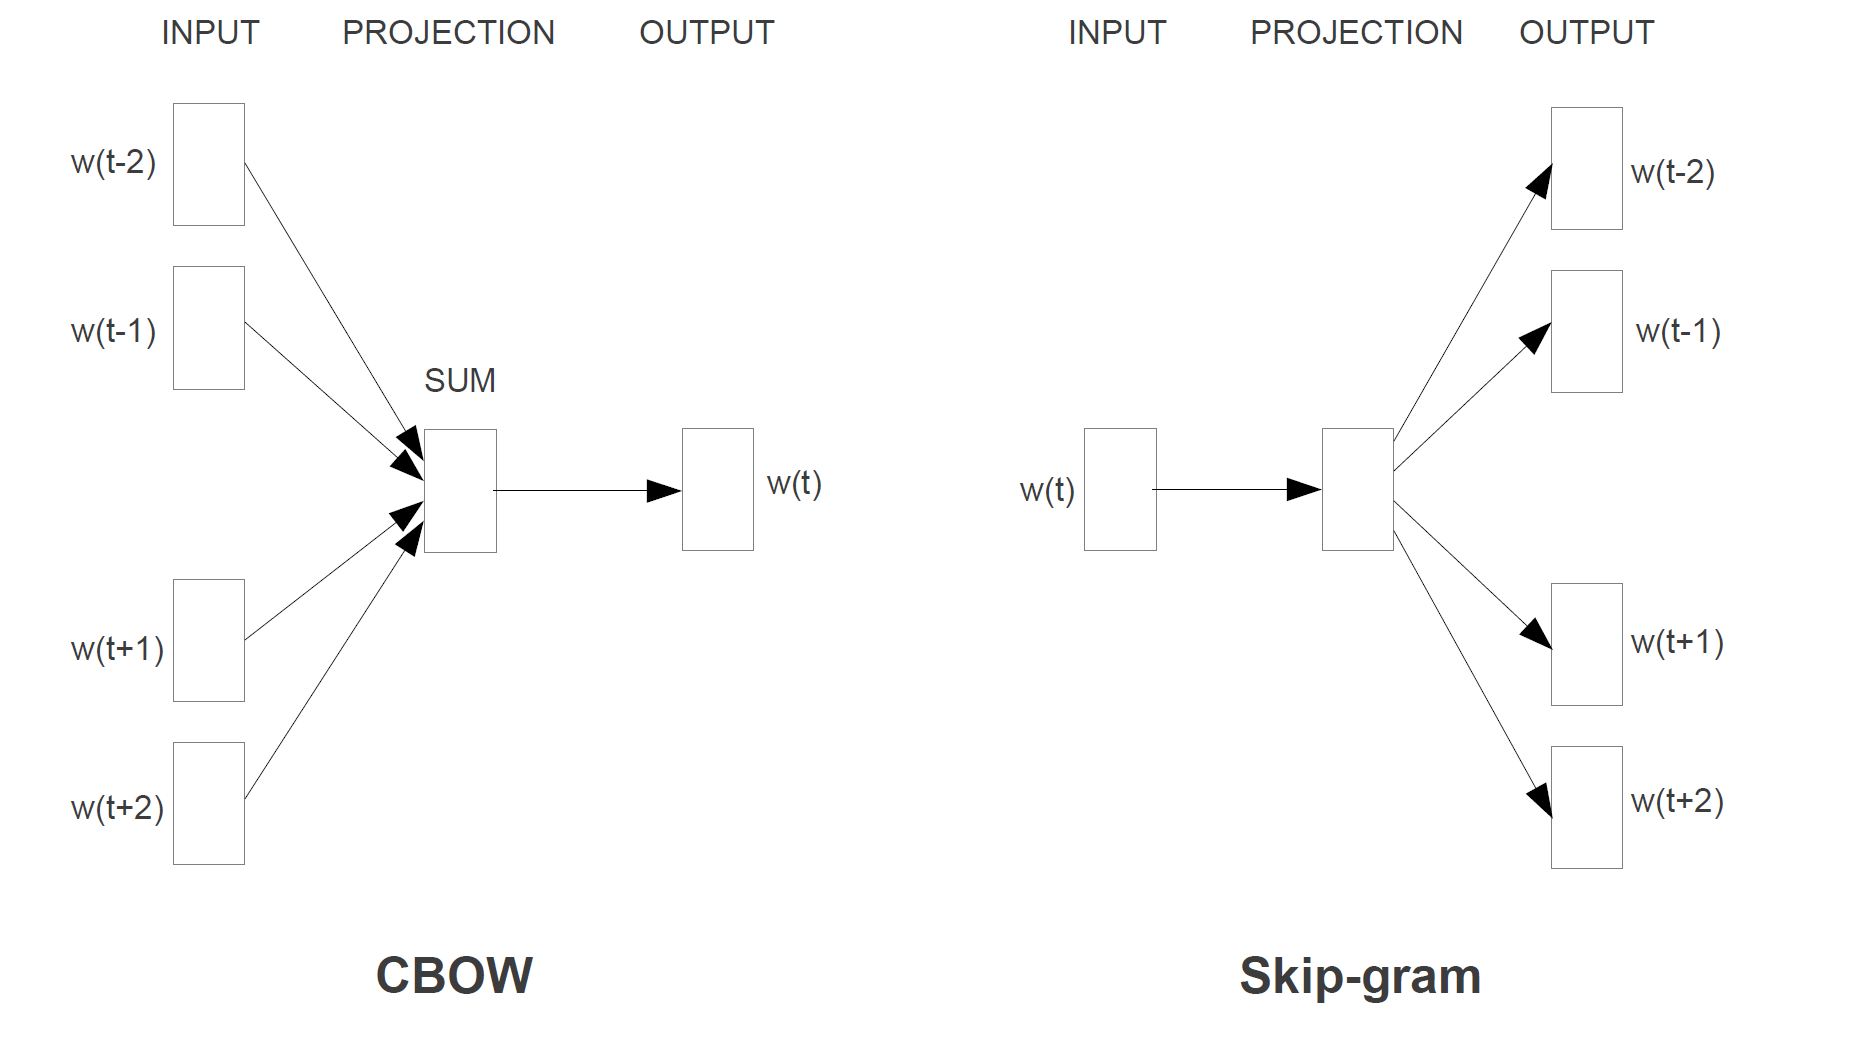 INPUT PROJECTION OUTPUT
w(t-2)
w(t-1)
SUM
w(t)
w(t+1)
w(t+2)
CBOW
INPUT PROJECTION OUTPUT
w(t-2)
w(t-1)
w(t)
w(t+1)
w(t+2)
Skip-gram